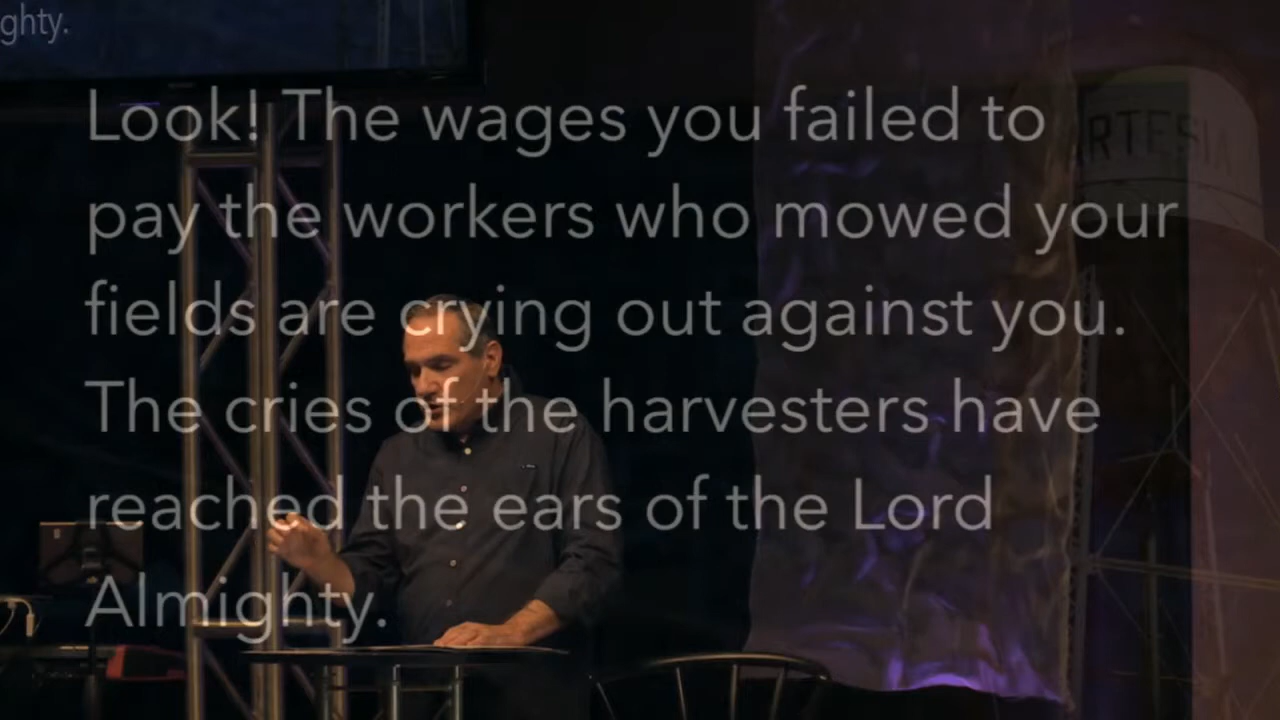 ghty.
Look! The wages you failed to
pay the workers who mowed your
fields are crying out against you.
The cries of the harvesters have
reached the ears of the Lord
Almighty.
RTESIA